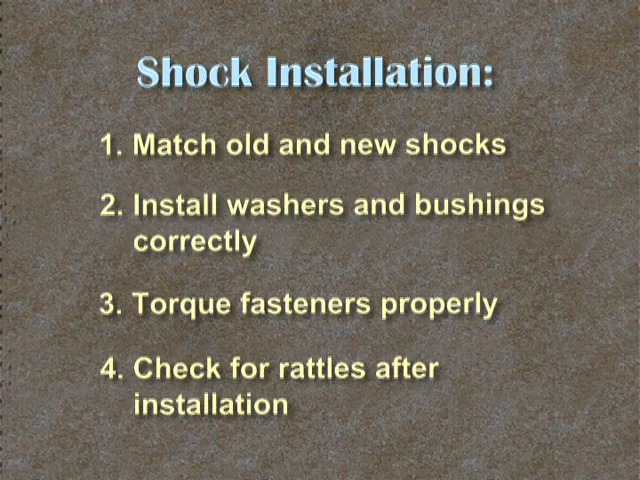 Shock Installation:
1. Match old and new shocks
2. Install washers and bushings
correctly
3. Torque fasteners properly
4. Check for rattles after
installation